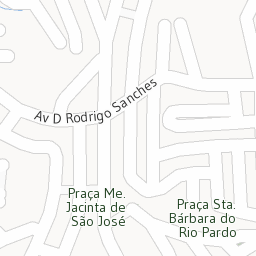 Av D Rodrigo Sanches
Praça Me.
Jacinta de
São José
Praça Sta.
Bárbara do
Rio Pardo